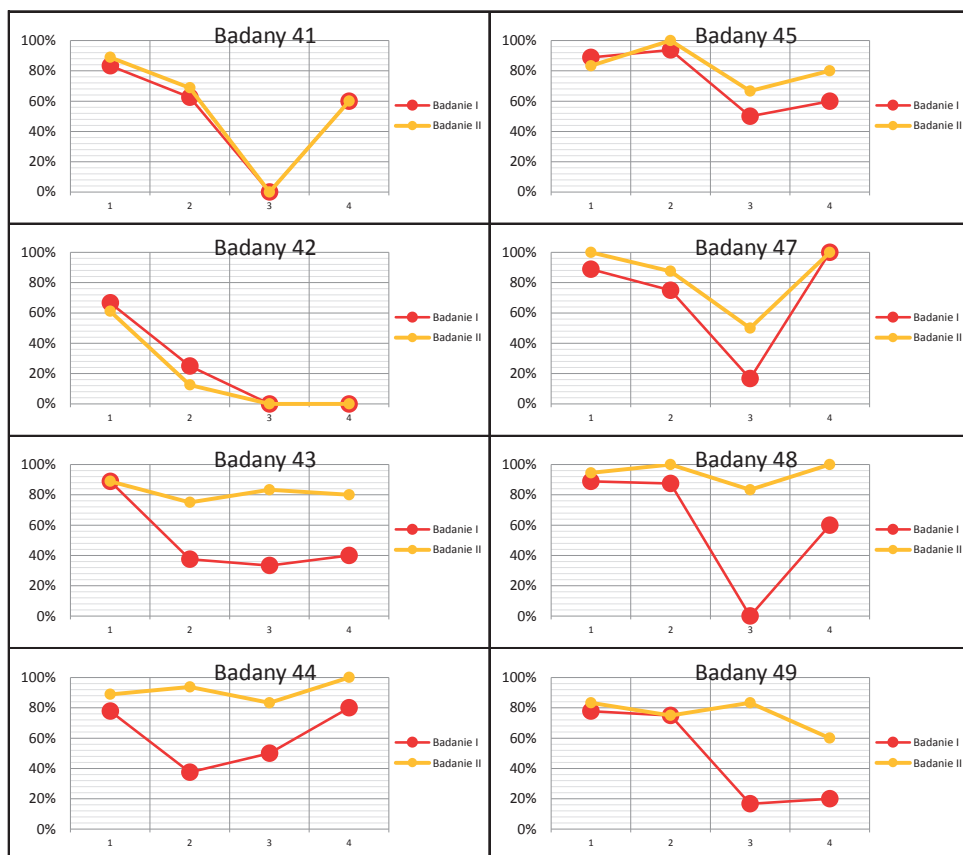 Badany 41
100%
80%
60%
40%
20%
0%
1 2 3 4
Badanie I
Badanie II
Badany 45
100%
80%
60%
40%
20%
0%
1 2 3 4
Badanie I
Badanie II
Badany 42
100%
80%
60%
40%
20%
0%
1 2 3 4
Badanie I
Badanie II
Badany 47
100%
80%
60%
40%
20%
0%
1 2 3 4
Badanie I
Badanie II
Badany 43
100%
80%
60%
40%
20%
0%
1 2 3 4
Badanie I
Badanie II
Badany 48
100%
80%
60%
40%
20%
0%
1 2 3 4
Badanie I
Badanie II
Badany 44
100%
80%
60%
40%
20%
0%
1 2 3 4
Badanie I
Badanie II
Badany 49
100%
80%
60%
40%
20%
0%
1 2 3 4
Badanie I
Badanie II